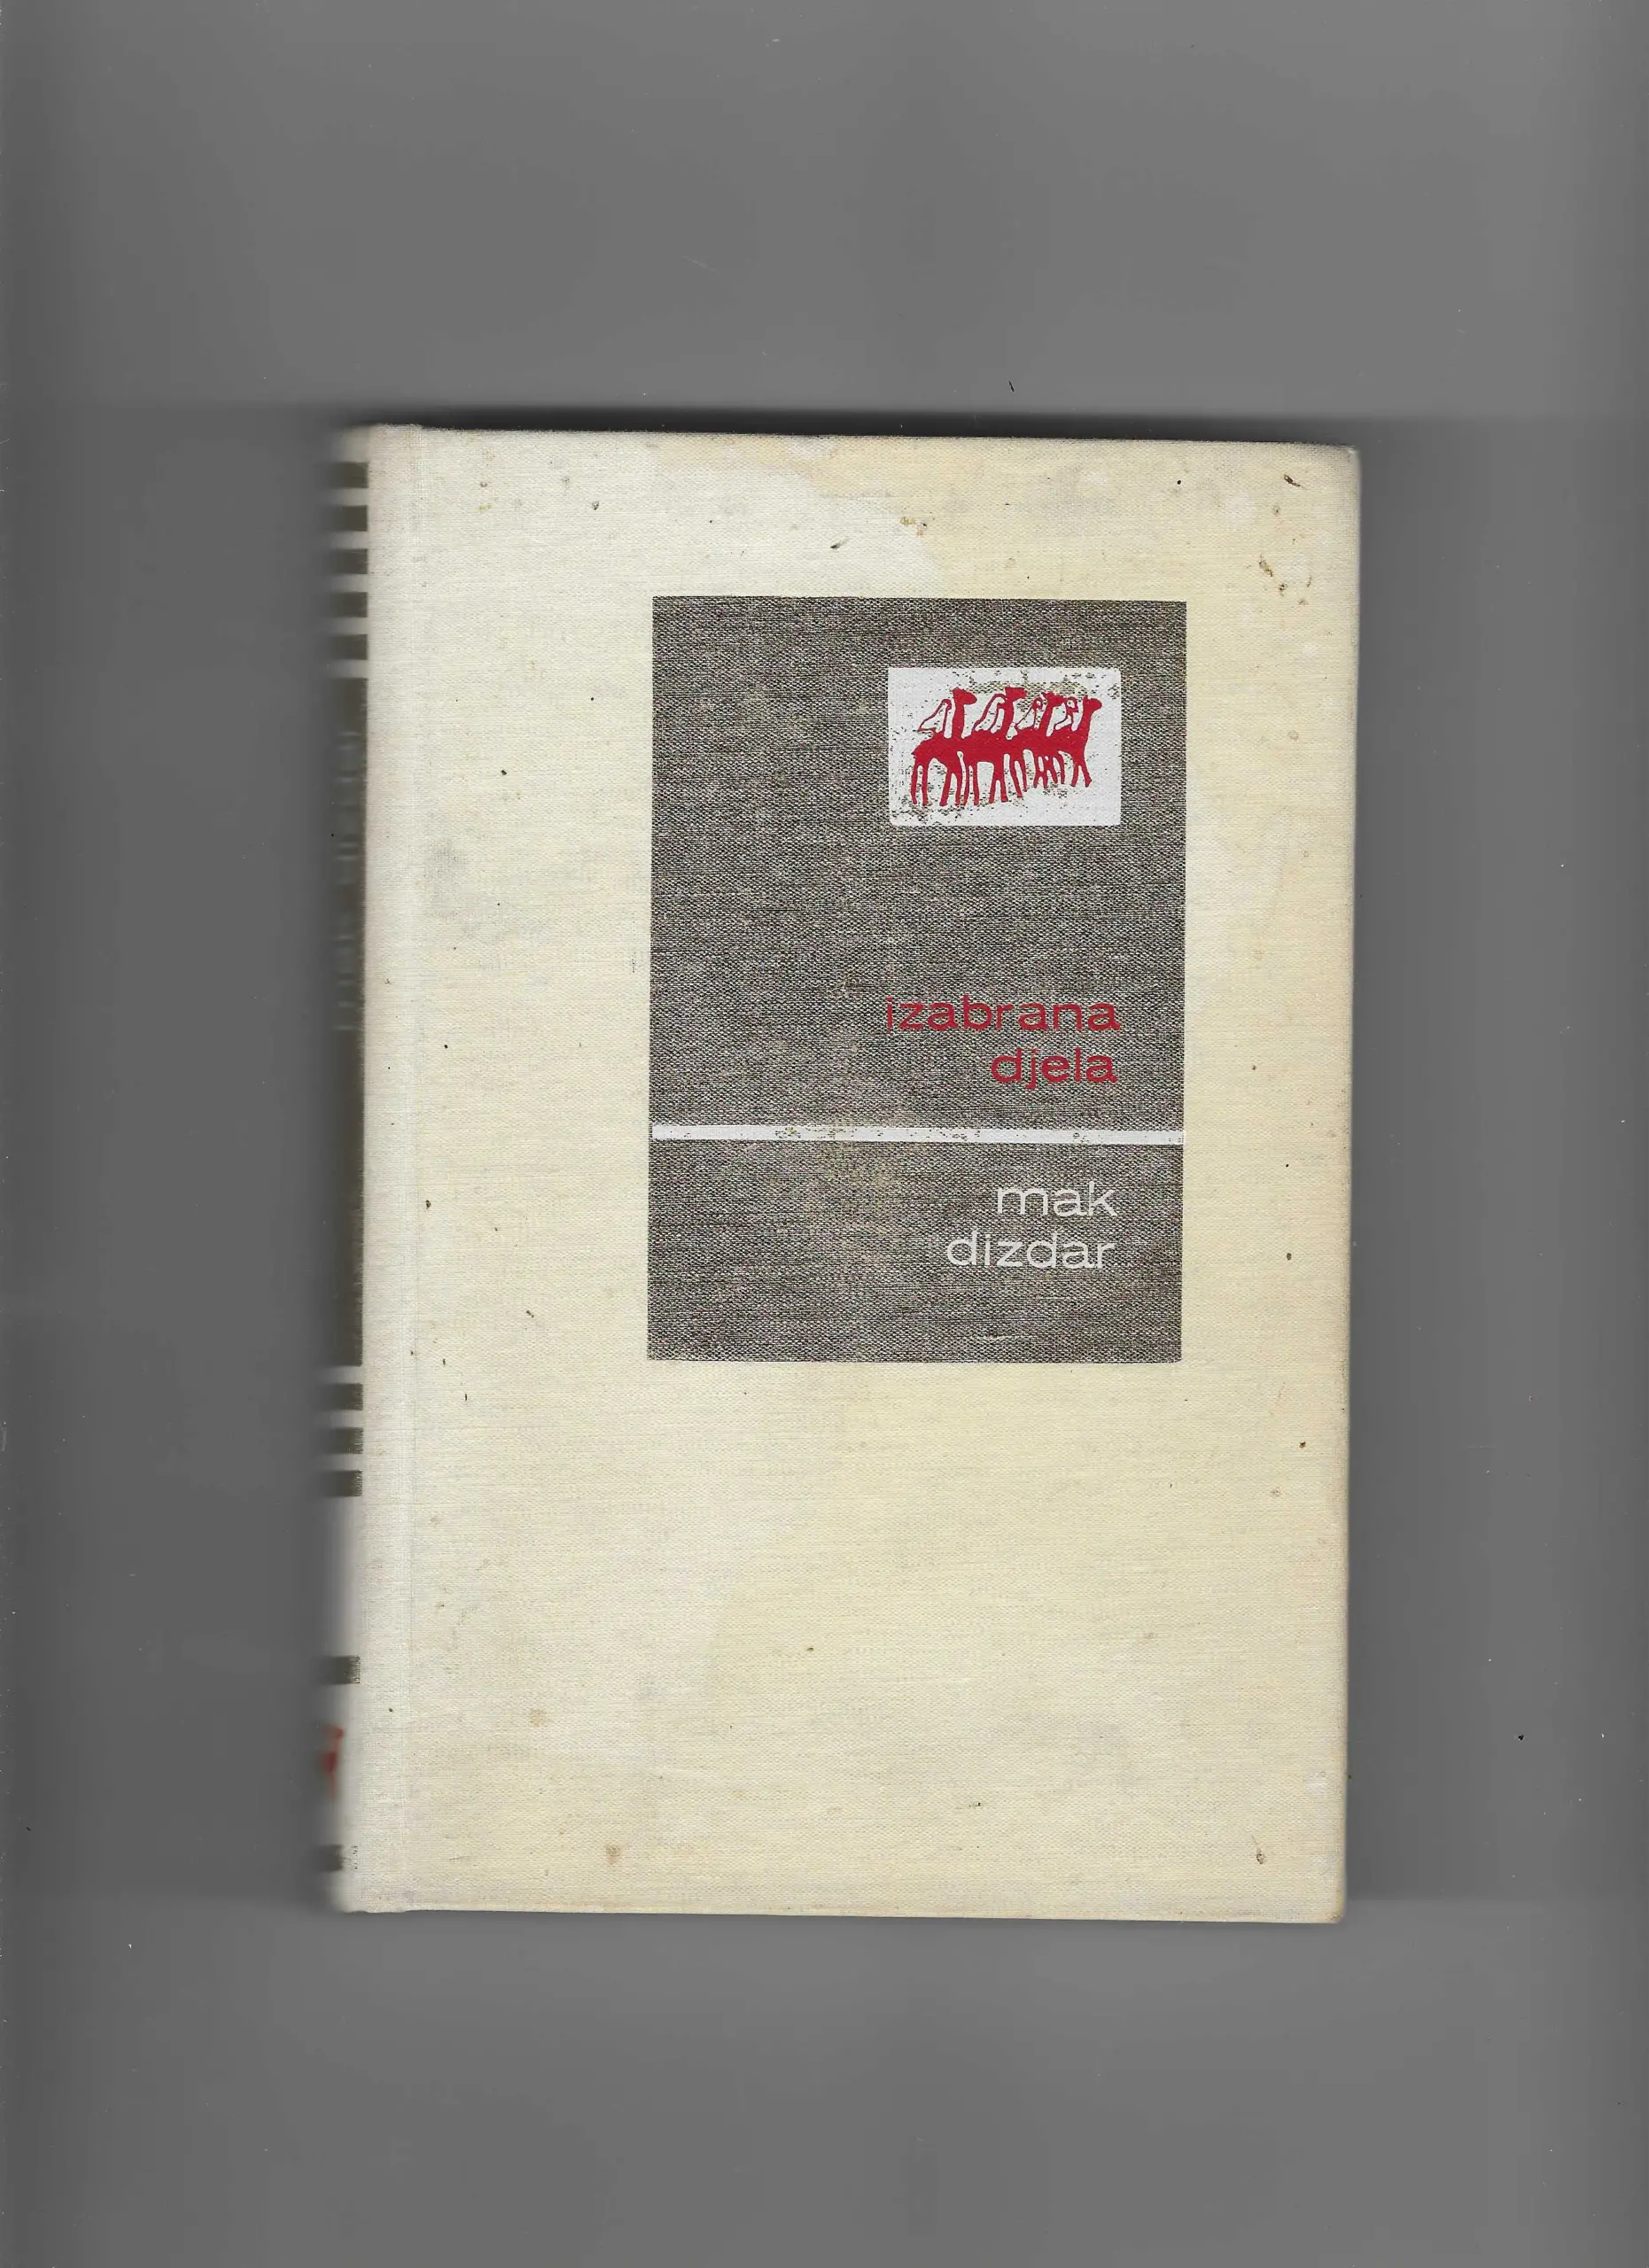 izabrana
djela
mak
dizdar